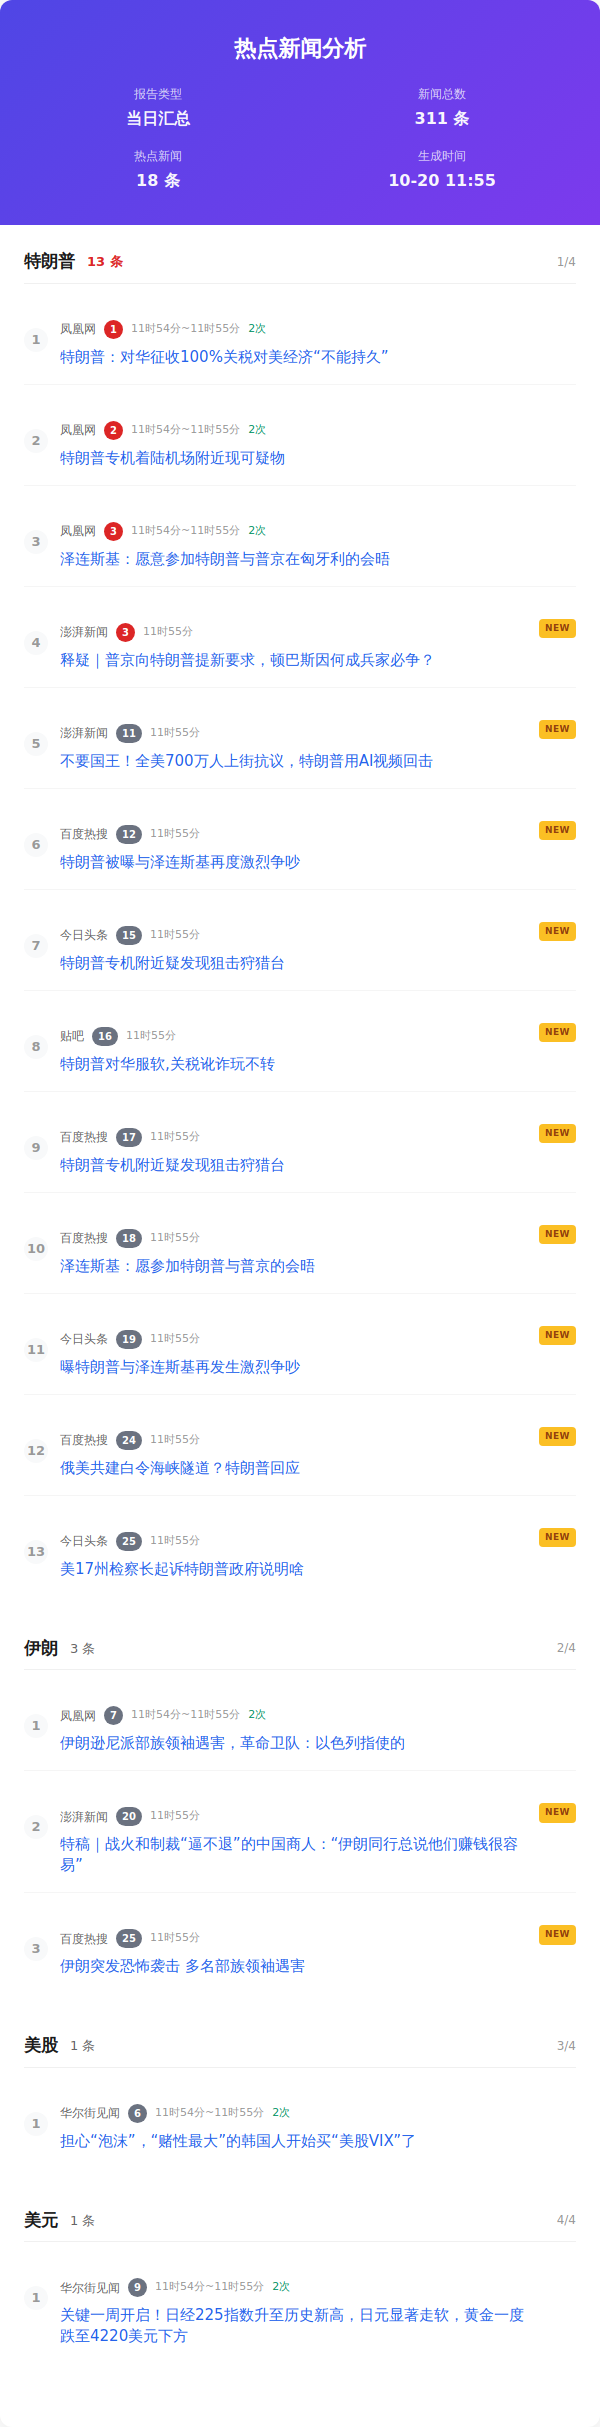 热点新闻分析
报告类型
当日汇总
新闻总数
311 条
热点新闻
18 条
生成时间
10-20 11:55
特朗普 13 条 1/4
1 凤凰网 1 11时54分~11时55分 2次
特朗普：对华征收100%关税对美经济“不能持久”
2 凤凰网 2 11时54分~11时55分 2次
特朗普专机着陆机场附近现可疑物
3 凤凰网 3 11时54分~11时55分 2次
泽连斯基：愿意参加特朗普与普京在匈牙利的会晤
4 澎湃新闻 3 11时55分 NEW
释疑｜普京向特朗普提新要求，顿巴斯因何成兵家必争？
5 澎湃新闻 11 11时55分 NEW
不要国王！全美700万人上街抗议，特朗普用AI视频回击
6 百度热搜 12 11时55分 NEW
特朗普被曝与泽连斯基再度激烈争吵
7 今日头条 15 11时55分 NEW
特朗普专机附近疑发现狙击狩猎台
8 贴吧 16 11时55分 NEW
特朗普对华服软,关税讹诈玩不转
9 百度热搜 17 11时55分 NEW
特朗普专机附近疑发现狙击狩猎台
10 百度热搜 18 11时55分 NEW
泽连斯基：愿参加特朗普与普京的会晤
11 今日头条 19 11时55分 NEW
曝特朗普与泽连斯基再发生激烈争吵
12 百度热搜 24 11时55分 NEW
俄美共建白令海峡隧道？特朗普回应
13 今日头条 25 11时55分 NEW
美17州检察长起诉特朗普政府说明啥
伊朗 3 条 2/4
1 凤凰网 7 11时54分~11时55分 2次
伊朗逊尼派部族领袖遇害，革命卫队：以色列指使的
2 澎湃新闻 20 11时55分 NEW
特稿｜战火和制裁“逼不退”的中国商人：“伊朗同行总说他们赚钱很容
易”
3 百度热搜 25 11时55分 NEW
伊朗突发恐怖袭击 多名部族领袖遇害
美股 1 条 3/4
1 华尔街见闻 6 11时54分~11时55分 2次
担心“泡沫”，“赌性最大”的韩国人开始买“美股VIX”了
美元 1 条 4/4
1 华尔街见闻 9 11时54分~11时55分 2次
关键一周开启！日经225指数升至历史新高，日元显著走软，黄金一度
跌至4220美元下方